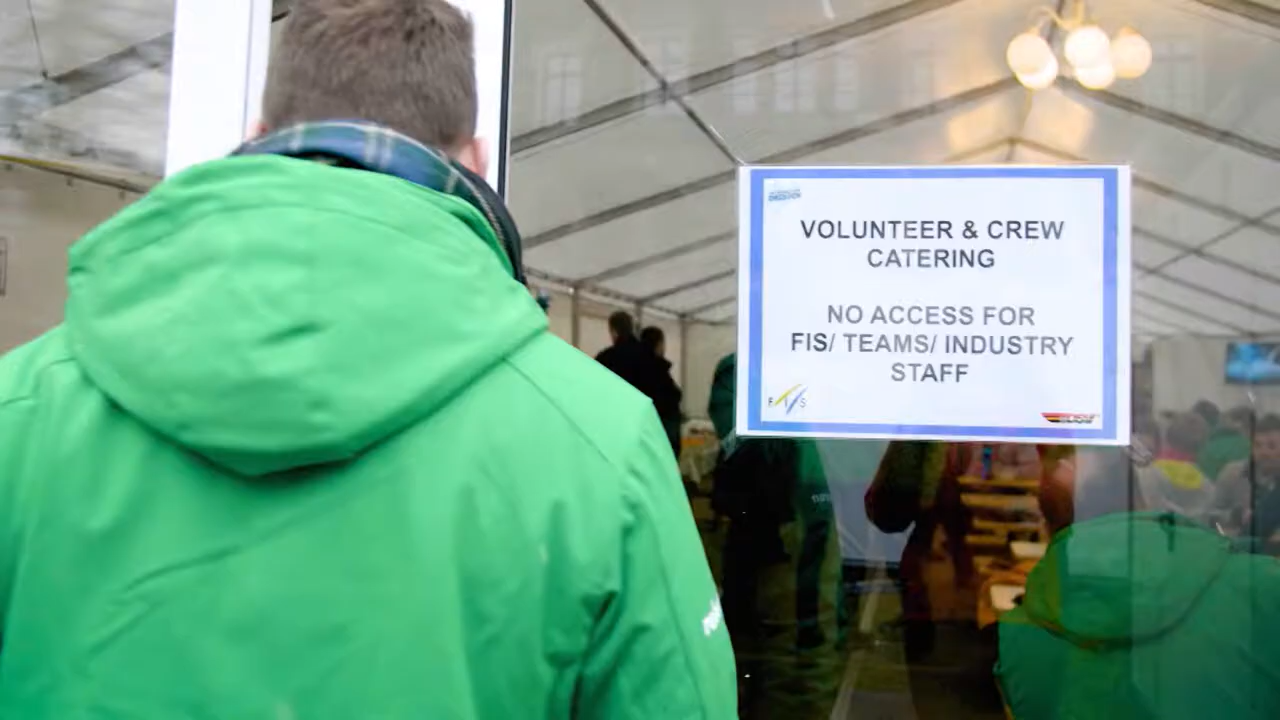 VOLUNTEER & CREW
CATERING
NO ACCESS FOR
FIS/ TEAMS/ INDUSTRY
STAFF
F I S